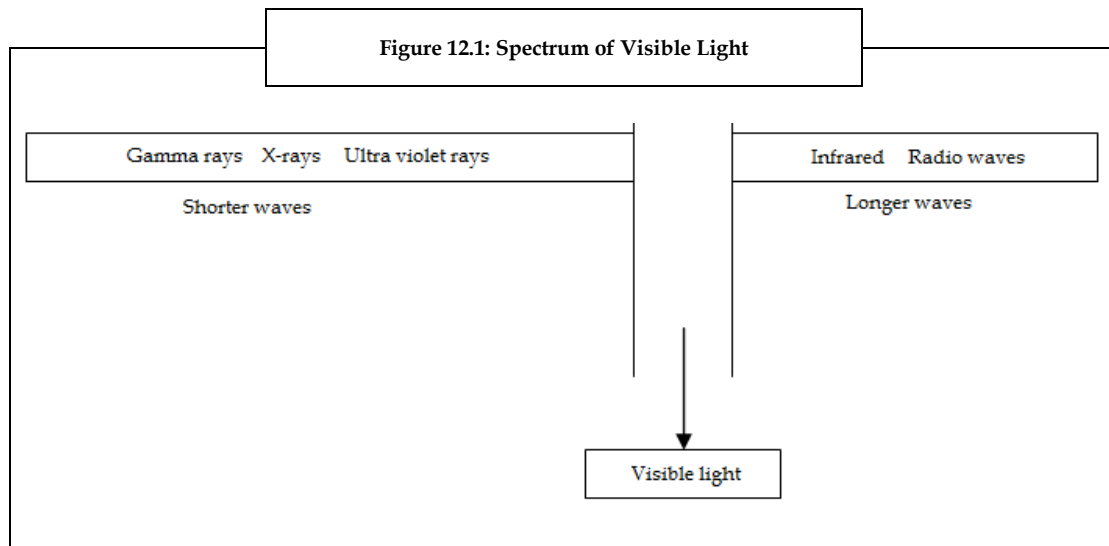 Figure 12.1: Spectrum of Visible Light
Gamma rays X-rays Ultra violet rays
Infrared Radio waves
Shorter waves
Longer waves
Visible light